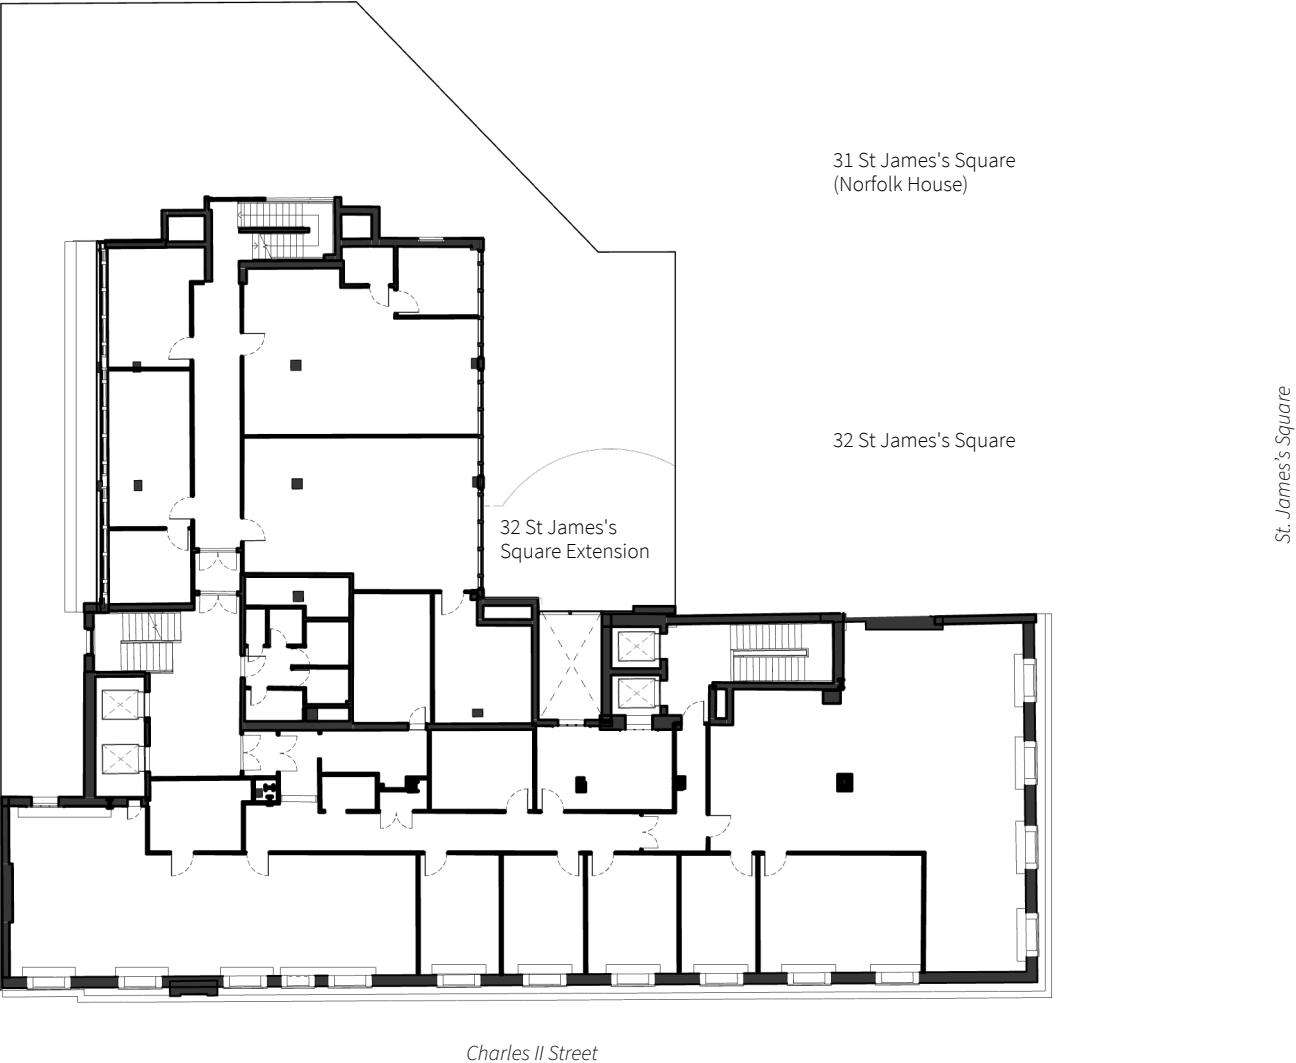 31 St James's Square
(Norfolk House)
32 St James's Square
St. James's Square
32 St James's
Square Extension
Charles II Street